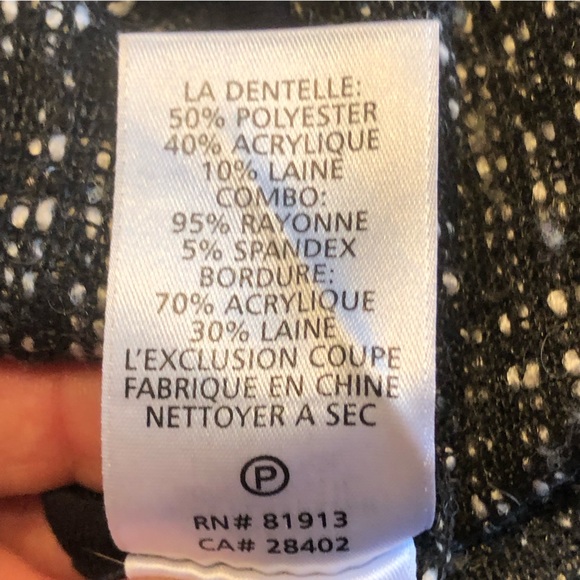 LA DENTELLE:
50% POLYESTER
40% ACRYLIQUE
10% LAINE
COMBO:
95% RAYONNE
5% SPANDEX
BORDURE:
70% ACRYLIQUE
30% LAINE
L'EXCLUSION COUPE
FABRIQUE EN CHINE
NETTOYER A SEC
P
RN# 81913
CA# 28402